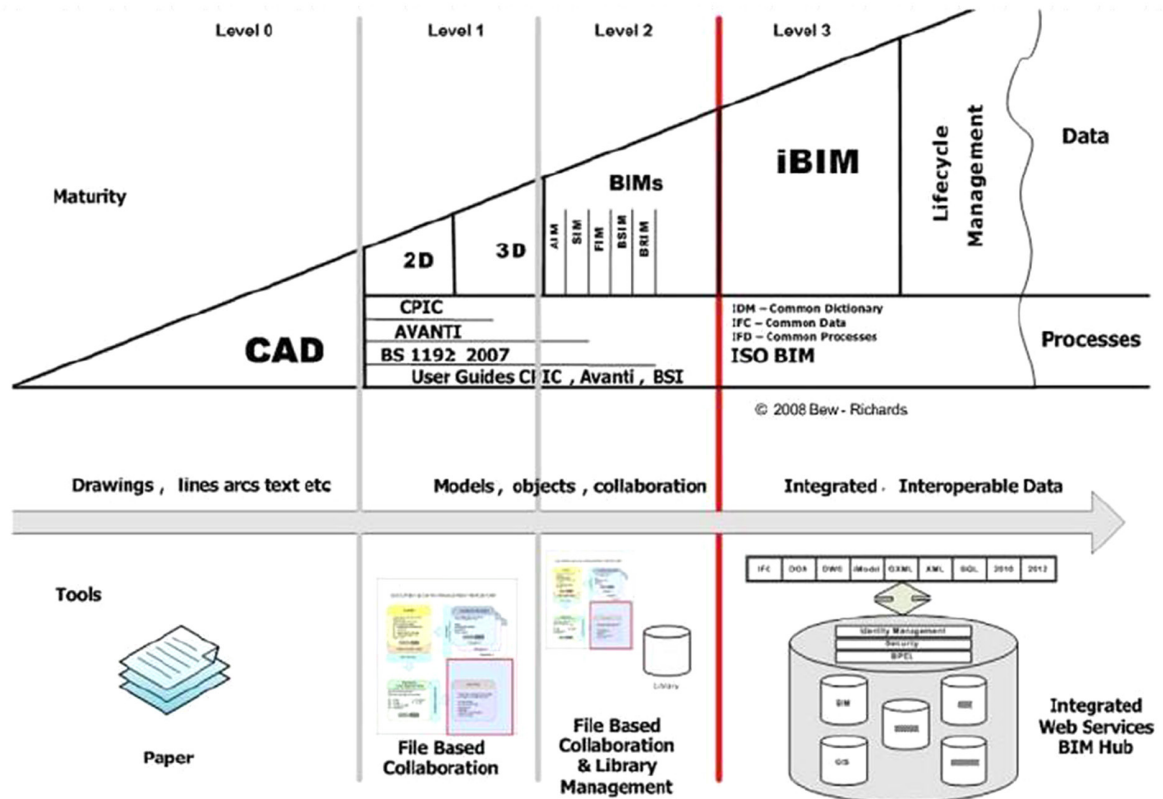 Level 0
Level 1
Level 2
Level 3
Maturity
CAD
2D
3D
BIMs
AIM
SIM
FIM
BSIM
BRIM
iBIM
Lifecycle
Management
Data
CPIC
AVANTI
BS 1192 2007
User Guides CPIC , Avanti , BSI
IDM – Common Dictionary
IFC – Common Data
IFD – Common Processes
ISO BIM
Processes
© 2008 Bew - Richards
Drawings , lines arcs text etc
Models, objects , collaboration
Integrated , Interoperable Data
Tools
Paper
File Based
Collaboration
Library
File Based
Collaboration
& Library
Management
IFC
DWG
iModel
XML
SQL
2010
2012
Identity Management
Security
BPEL
BIM
GIS
Integrated
Web Services
BIM Hub